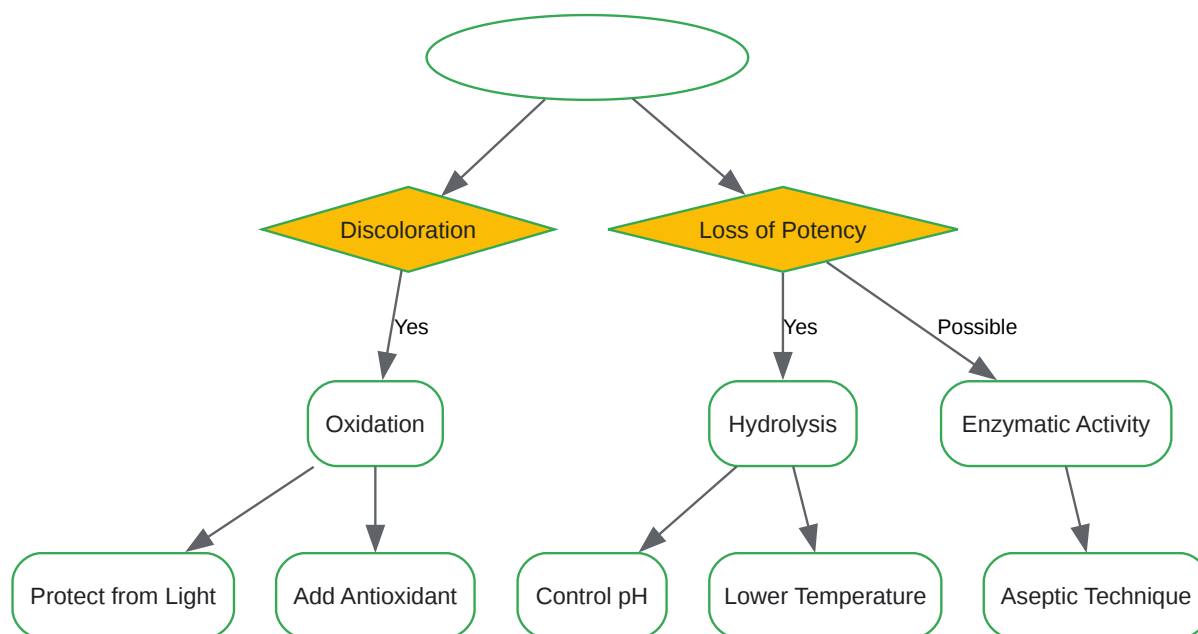 Discoloration
Loss of Potency
Yes
Yes
Possible
Oxidation
Hydrolysis
Enzymatic Activity
Protect from Light
Add Antioxidant
Control pH
Lower Temperature
Aseptic Technique